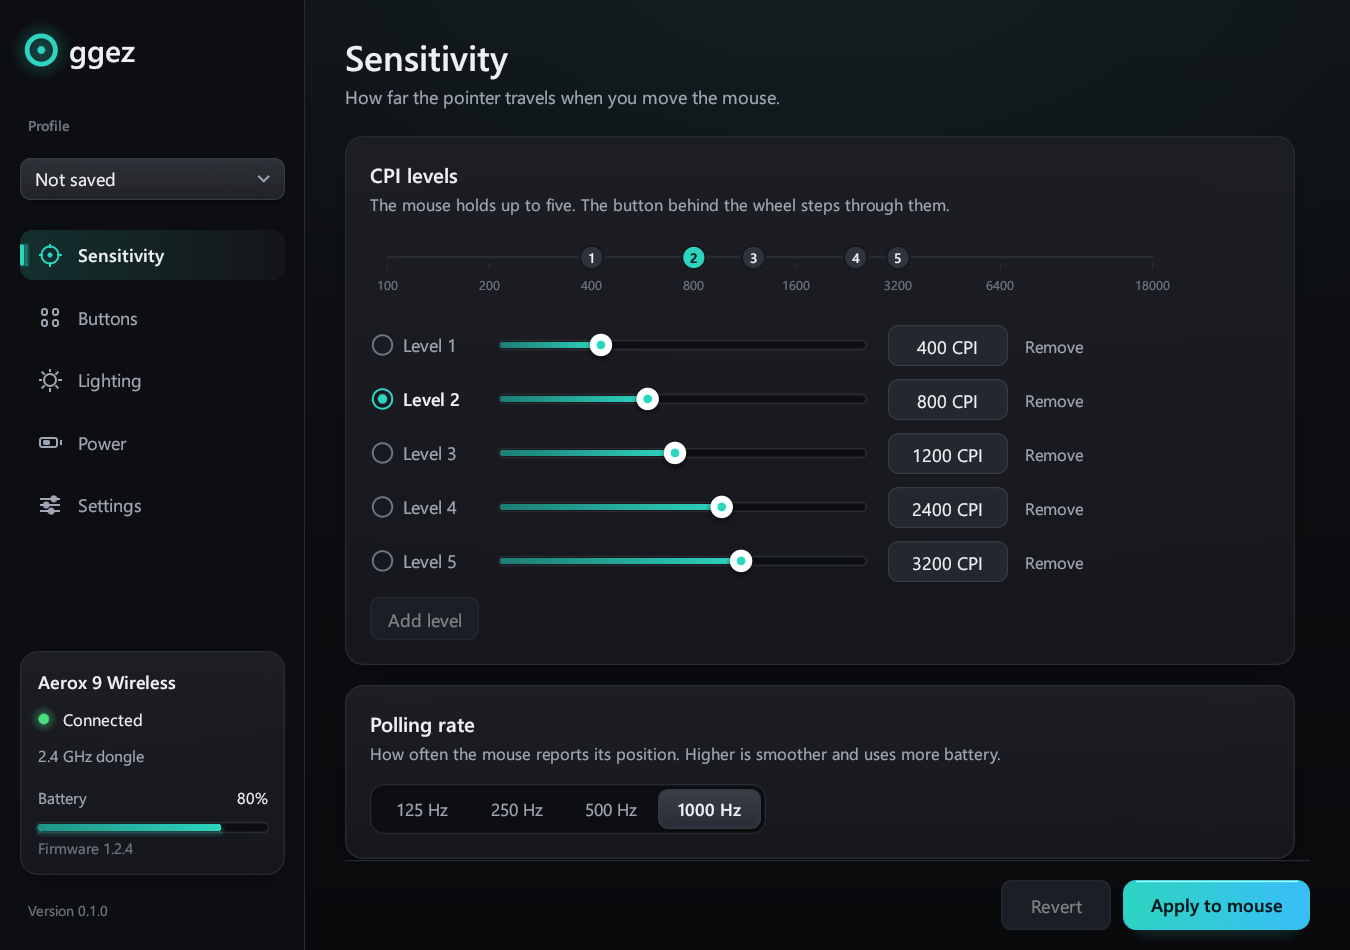 ggez
Profile
Not saved
Sensitivity
Buttons
Lighting
Power
Settings
Aerox 9 Wireless
Connected
2.4 GHz dongle
Battery 80%
Firmware 1.2.4
Version 0.1.0
Sensitivity
How far the pointer travels when you move the mouse.
CPI levels
The mouse holds up to five. The button behind the wheel steps through them.
1 2 3 4 5
100 200 400 800 1600 3200 6400 18000
Level 1 400 CPI Remove
Level 2 800 CPI Remove
Level 3 1200 CPI Remove
Level 4 2400 CPI Remove
Level 5 3200 CPI Remove
Add level
Polling rate
How often the mouse reports its position. Higher is smoother and uses more battery.
125 Hz 250 Hz 500 Hz 1000 Hz
Revert Apply to mouse